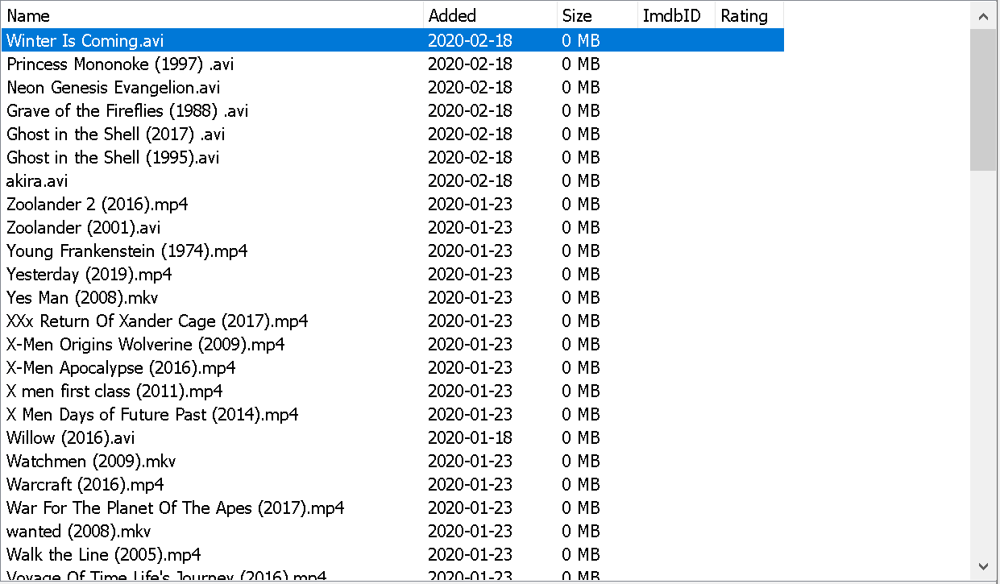 Name Added Size ImdbID Rating
Winter Is Coming.avi 2020-02-18 0 MB
Princess Mononoke (1997) .avi 2020-02-18 0 MB
Neon Genesis Evangelion.avi 2020-02-18 0 MB
Grave of the Fireflies (1988) .avi 2020-02-18 0 MB
Ghost in the Shell (2017) .avi 2020-02-18 0 MB
Ghost in the Shell (1995).avi 2020-02-18 0 MB
akira.avi 2020-02-18 0 MB
Zoolander 2 (2016).mp4 2020-01-23 0 MB
Zoolander (2001).avi 2020-01-23 0 MB
Young Frankenstein (1974).mp4 2020-01-23 0 MB
Yesterday (2019).mp4 2020-01-23 0 MB
Yes Man (2008).mkv 2020-01-23 0 MB
XXx Return Of Xander Cage (2017).mp4 2020-01-23 0 MB
X-Men Origins Wolverine (2009).mp4 2020-01-23 0 MB
X-Men Apocalypse (2016).mp4 2020-01-23 0 MB
X men first class (2011).mp4 2020-01-23 0 MB
X Men Days of Future Past (2014).mp4 2020-01-23 0 MB
Willow (2016).avi 2020-01-18 0 MB
Watchmen (2009).mkv 2020-01-23 0 MB
Warcraft (2016).mp4 2020-01-23 0 MB
War For The Planet Of The Apes (2017).mp4 2020-01-23 0 MB
wanted (2008).mkv 2020-01-23 0 MB
Walk the Line (2005).mp4 2020-01-23 0 MB
Voyage Of Time Life's Journey (2016).mp4 2020-01-23 0 MB